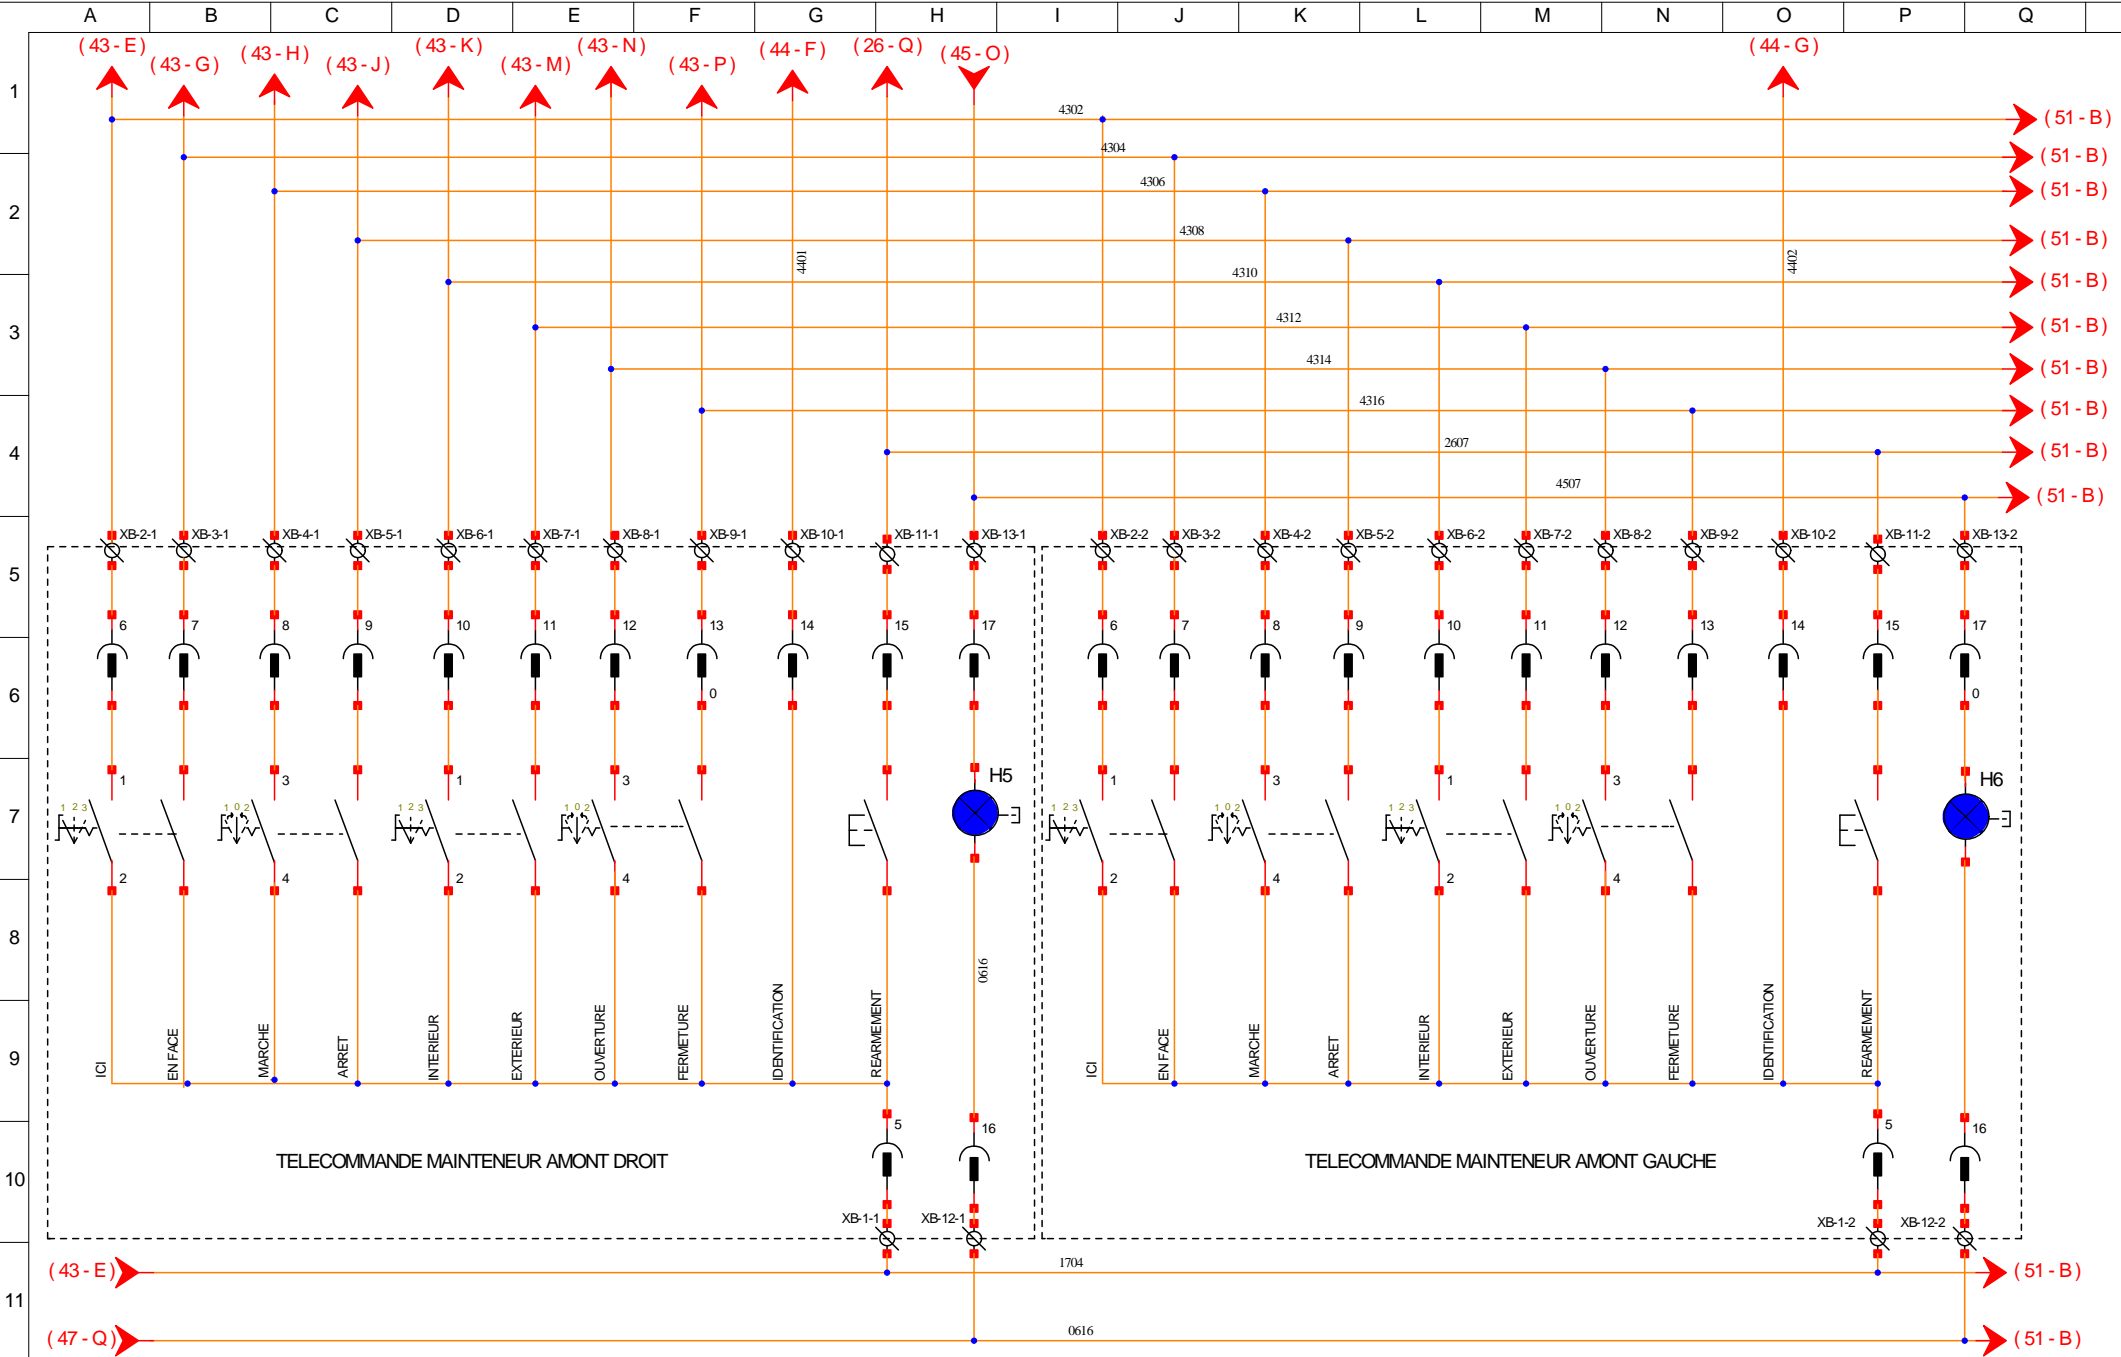 A B C D E F G H I J K L M N O P Q
(43-E) (43-G) (43-H) (43-J) (43-K) (43-M) (43-N) (43-P) (44-F) (26-Q) (45-O) (44-G)
1
4302 (51-B)
4304 (51-B)
4306 (51-B)
2
4308 (51-B)
4401 4402
4310 (51-B)
3
4312 (51-B)
4314 (51-B)
4316 (51-B)
4
2607 (51-B)
4507 (51-B)
XB-2-1 XB-3-1 XB-4-1 XB-5-1 XB-6-1 XB-7-1 XB-8-1 XB-9-1 XB-10-1 XB-11-1 XB-13-1 XB-2-2 XB-3-2 XB-4-2 XB-5-2 XB-6-2 XB-7-2 XB-8-2 XB-9-2 XB-10-2 XB-11-2 XB-13-2
5
6 7 8 9 10 11 12 13 14 15 17 6 7 8 9 10 11 12 13 14 15 17
6
0 0
1 3 1 3 H5 1 3 1 3 H6
7
1 2 3 1 0 2 1 2 3 1 0 2 1 2 3 1 0 2 1 2 3 1 0 2
2 4 2 4 2 4 2 4
8
0616
9
ICI EN FACE MARCHE ARRET INTERIEUR EXTERIEUR OUVERTURE FERMETURE IDENTIFICATION REARMEMENT ICI EN FACE MARCHE ARRET INTERIEUR EXTERIEUR OUVERTURE FERMETURE IDENTIFICATION REARMEMENT
5 16 5 16
TELECOMMANDE MAINTENEUR AMONT DROIT TELECOMMANDE MAINTENEUR AMONT GAUCHE
10
XB-1-1 XB-12-1 XB-1-2 XB-12-2
(43-E) 1704 (51-B)
11
(47-Q) 0616 (51-B)